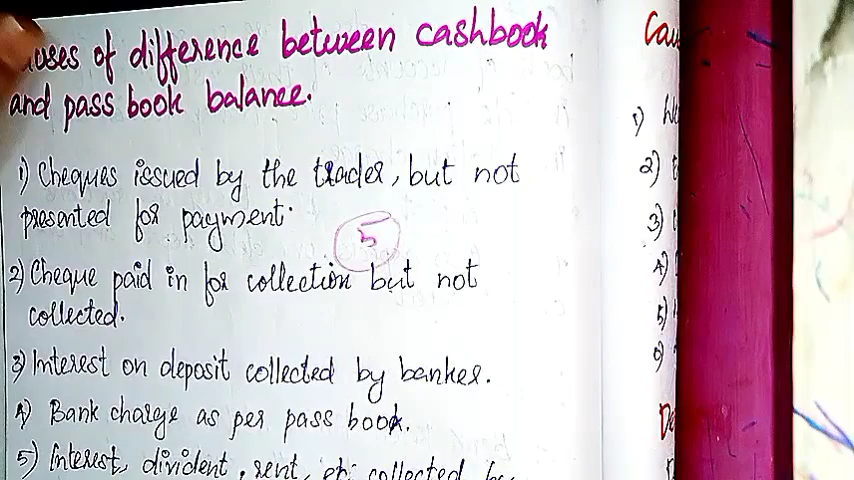 of difference between cashbook
and pass book balance.
1) Cheques issued by the trader, but not
presented for payment.
5
2) Cheque paid in for collection but not
collected.
3) Interest on deposit collected by banker.
4) Bank charge as per pass book.
5) Interest, divident, rent, etc collected by
1)
2)
3)
4)
5)
6)